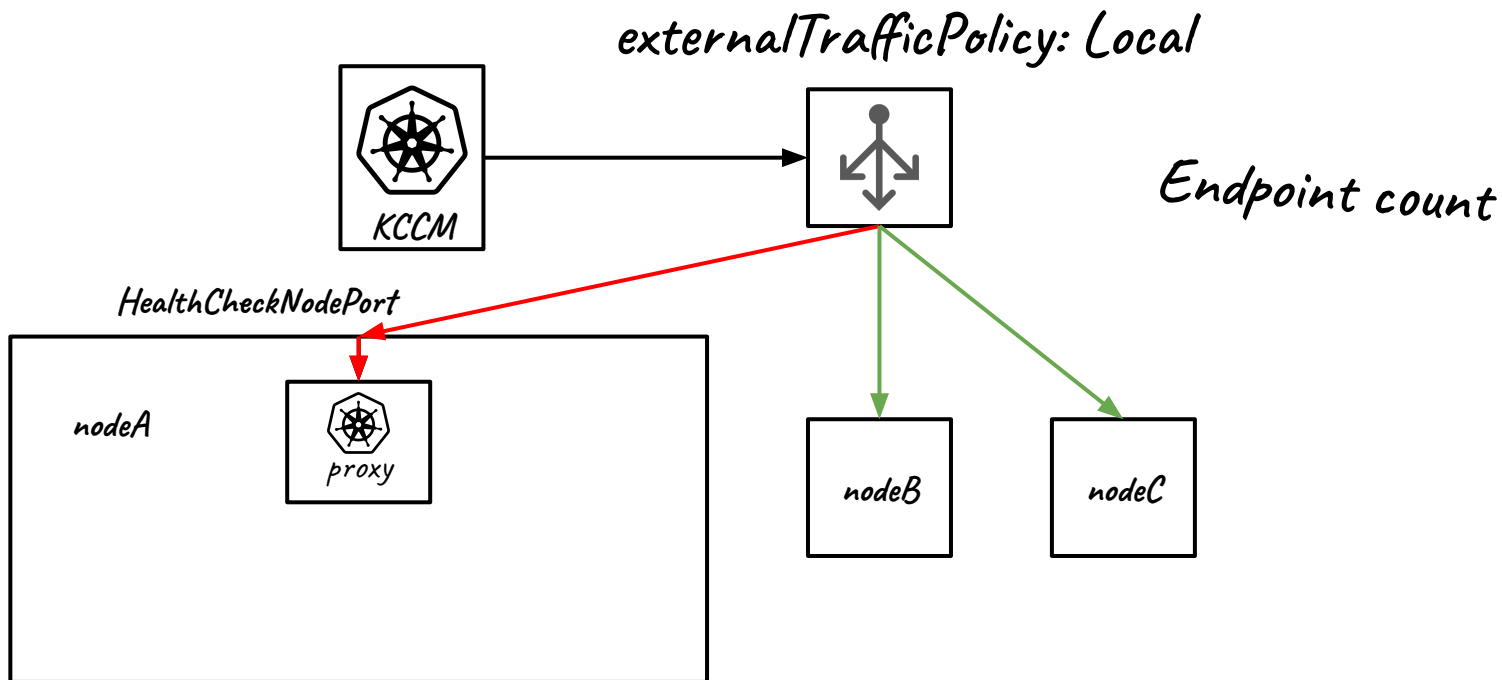 externalTrafficPolicy: Local
KCCM
Endpoint count
HealthCheckNodePort
nodeA
proxy
nodeB
nodeC